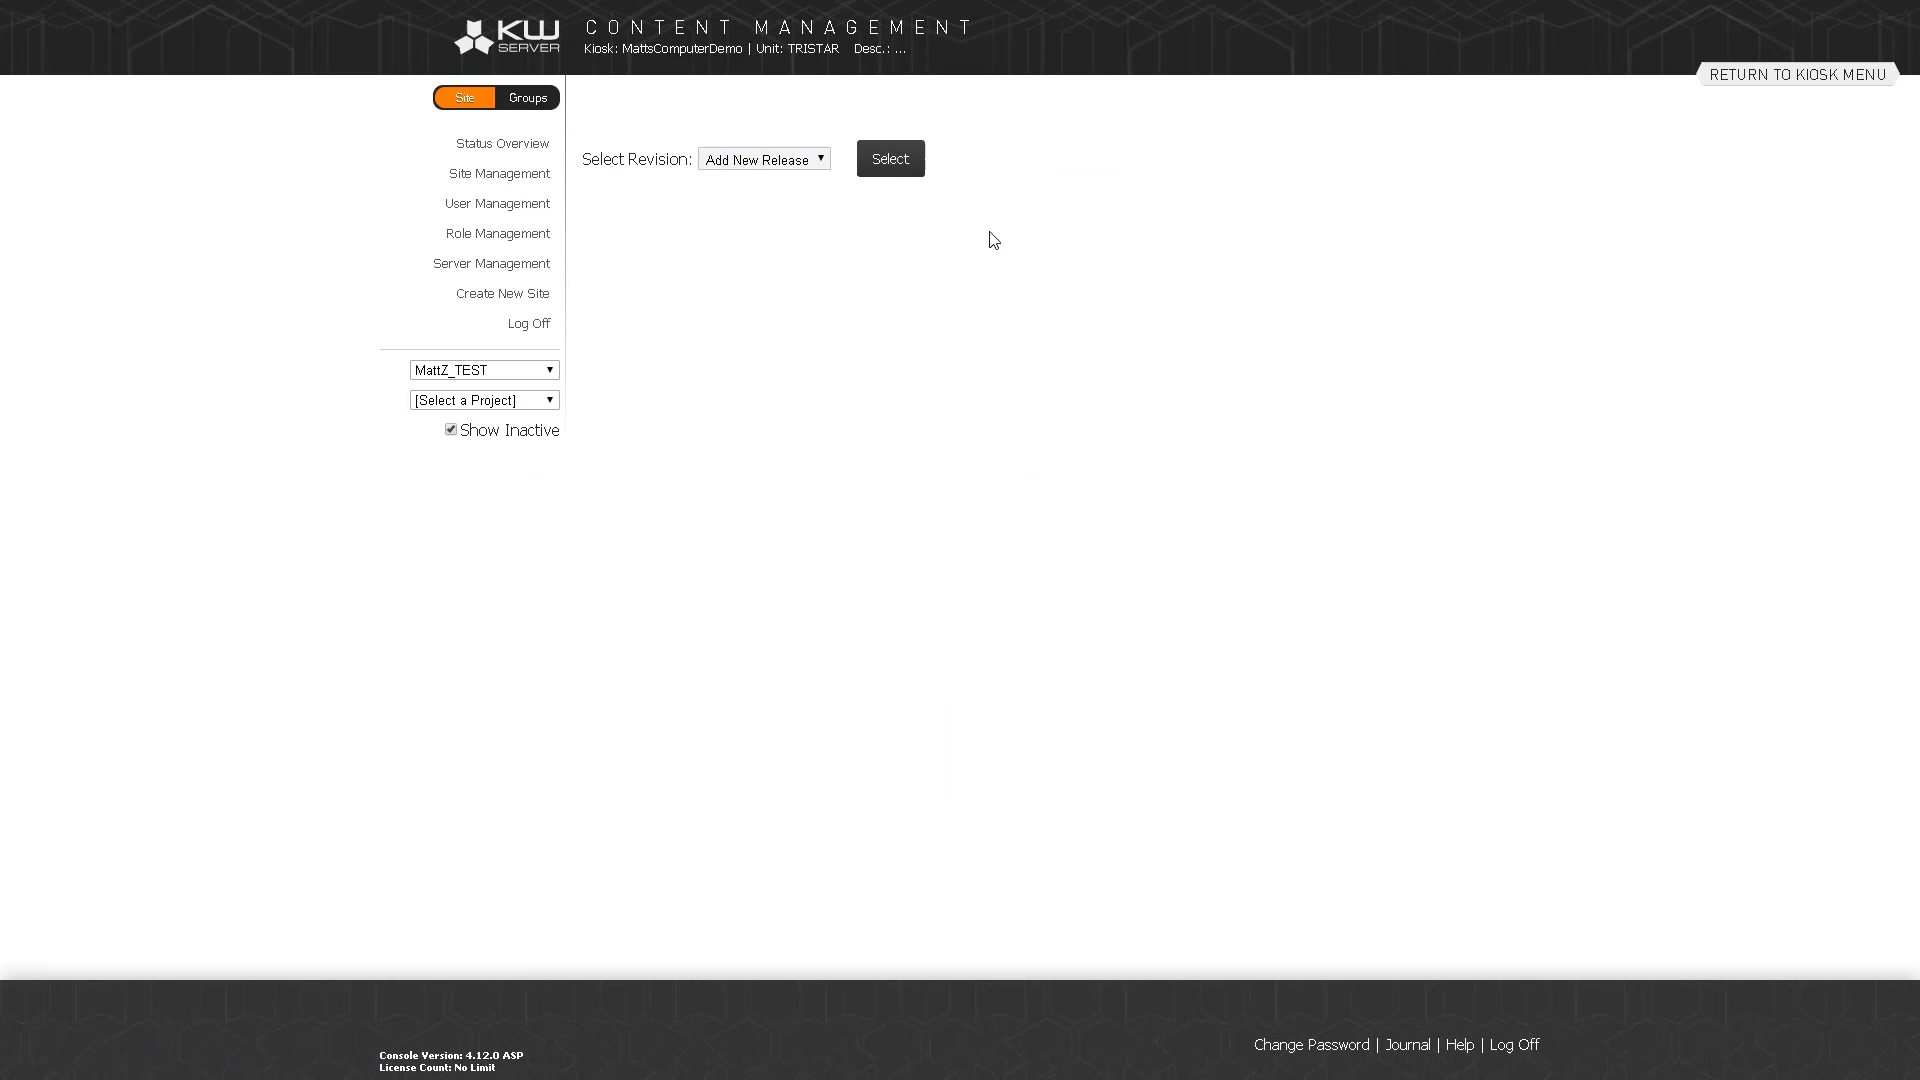 KW SERVER
CONTENT MANAGEMENT
Kiosk: MattsComputerDemo | Unit: TRISTAR Desc.: ...
RETURN TO KIOSK MENU
Site Groups
Status Overview
Site Management
User Management
Role Management
Server Management
Create New Site
Log Off
MattZ_TEST
[Select a Project]
Show Inactive
Select Revision: Add New Release Select
Console Version: 4.12.0 ASP
License Count: No Limit
Change Password | Journal | Help | Log Off